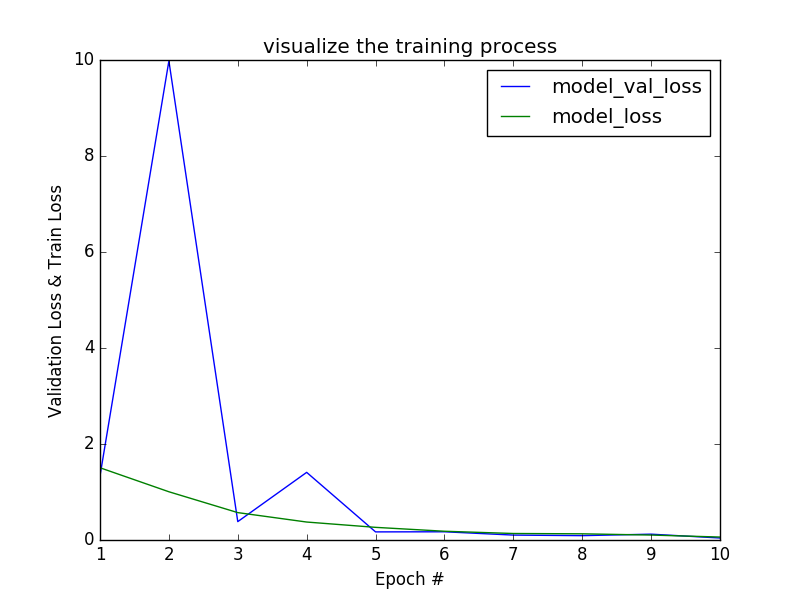 visualize the training process
model_val_loss
model_loss
Validation Loss & Train Loss
10
8
6
4
2
0
1 2 3 4 5 6 7 8 9 10
Epoch #